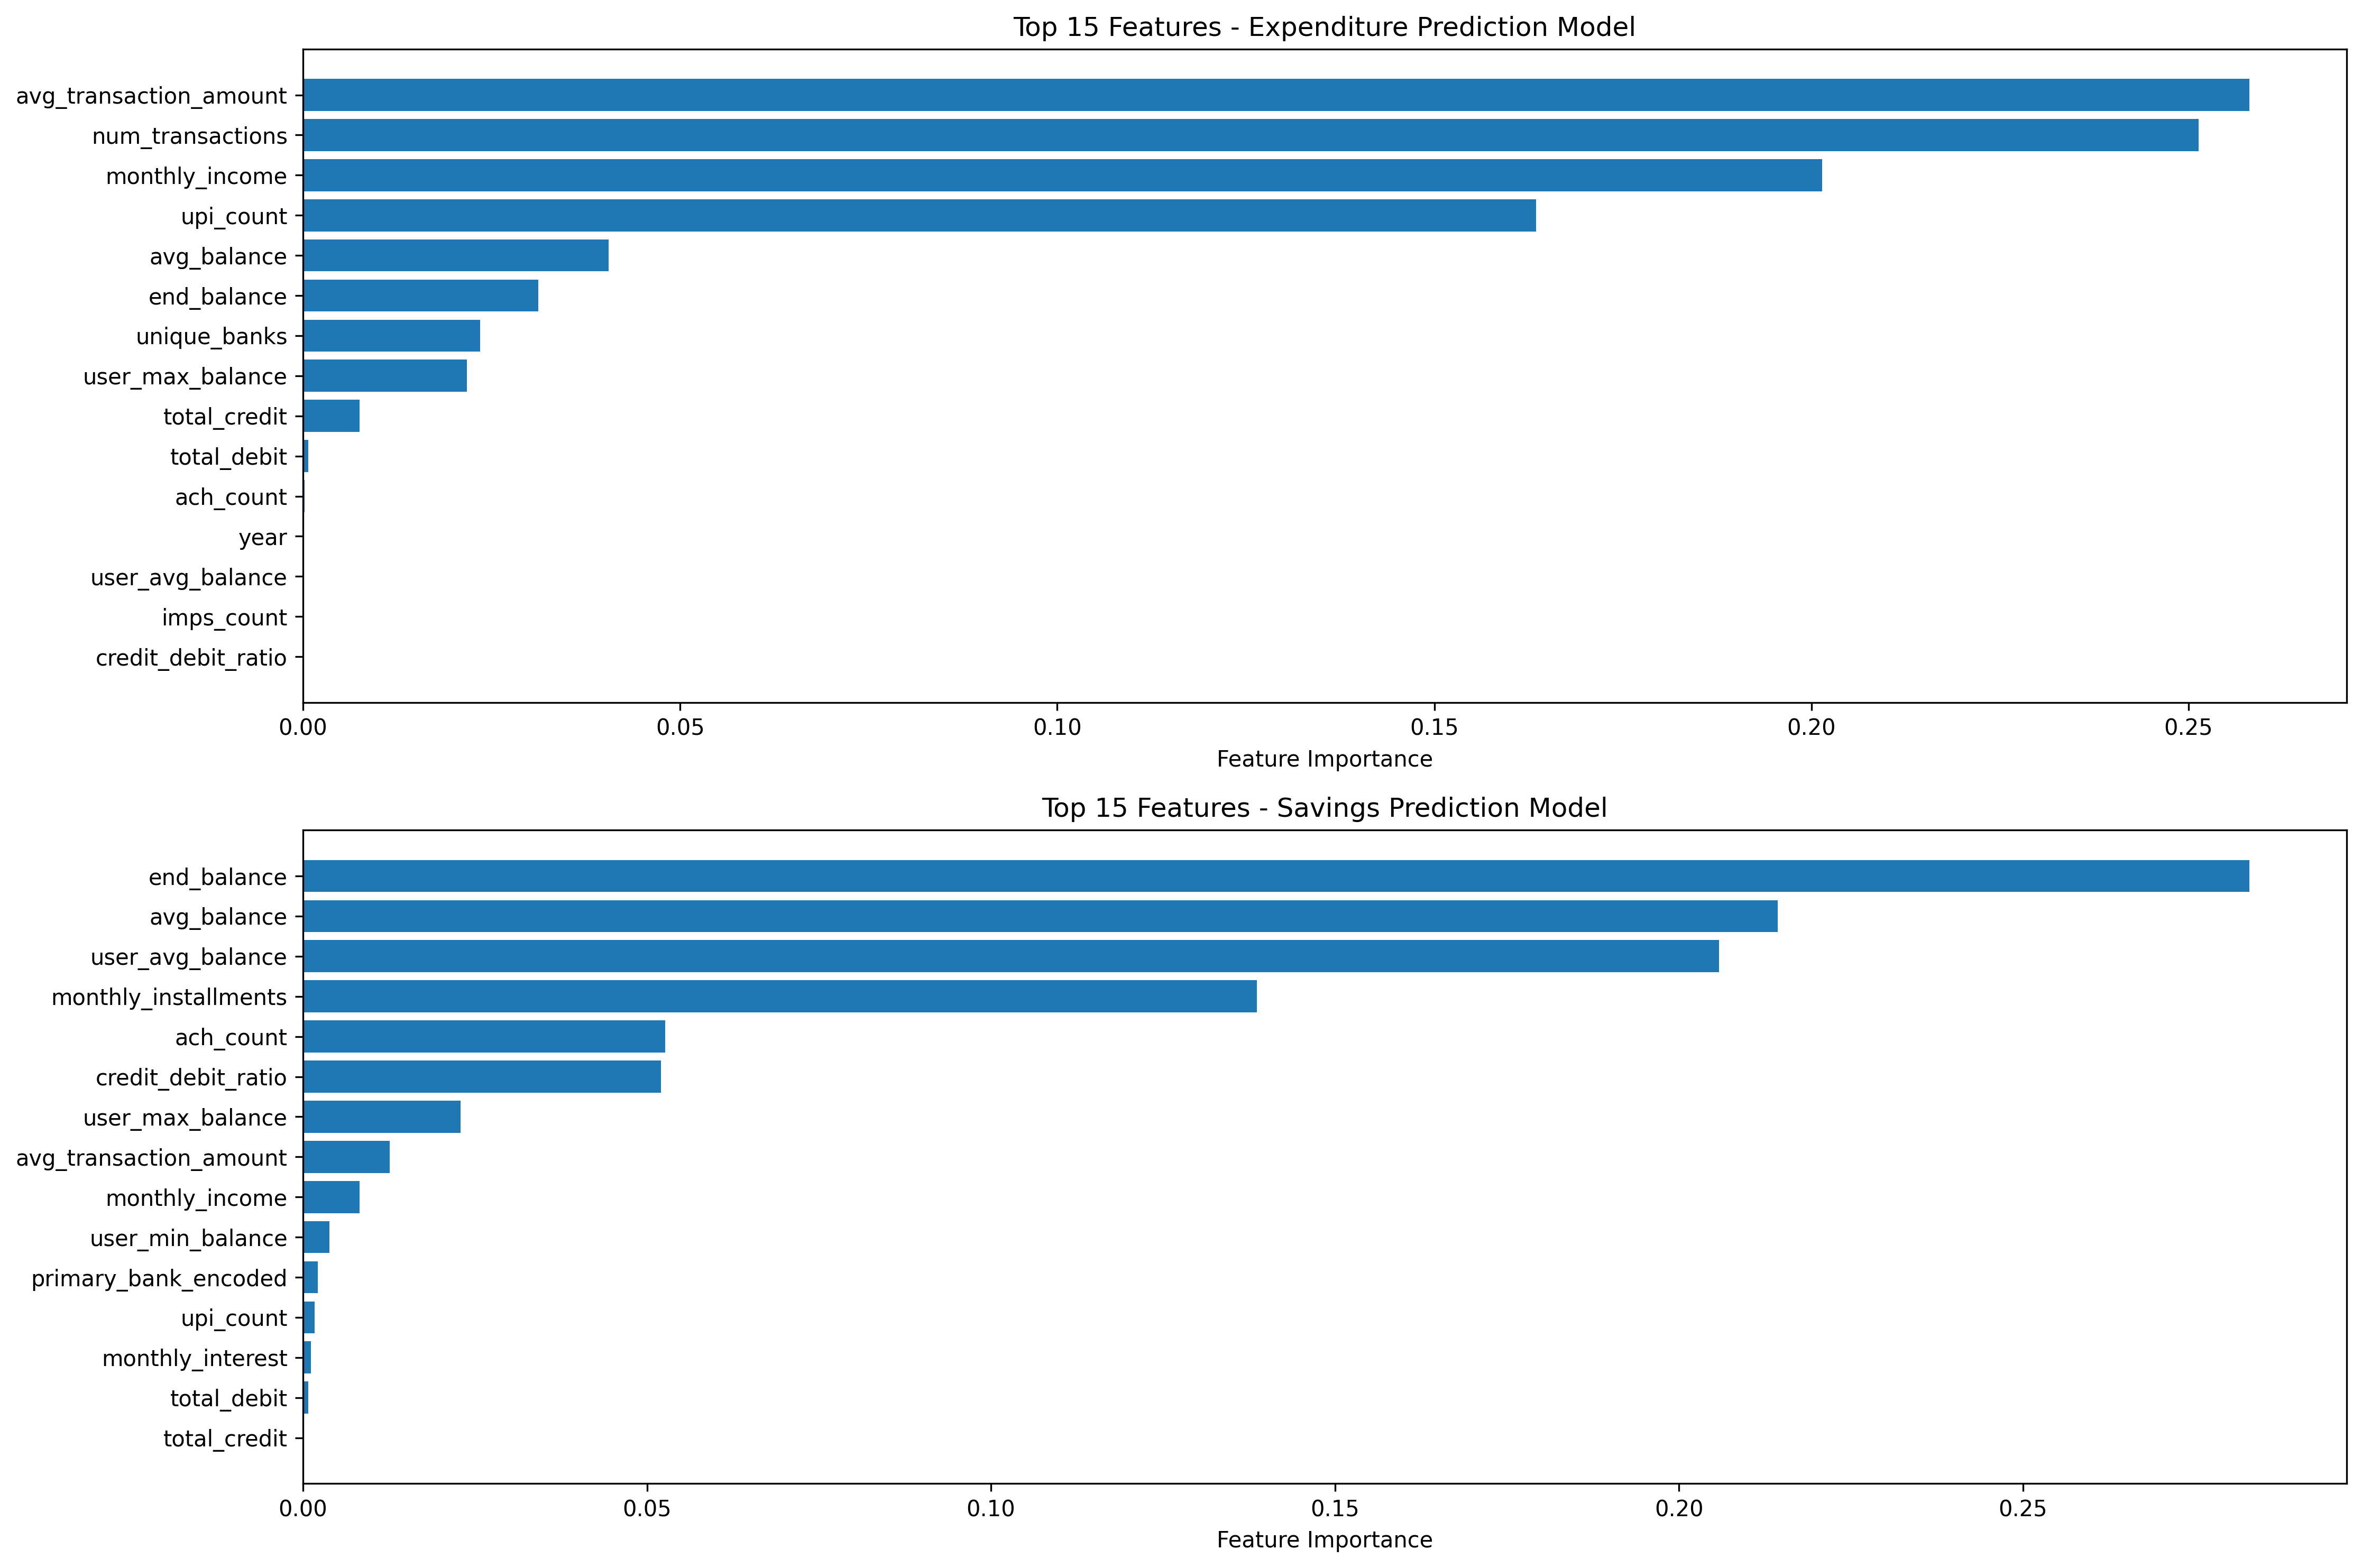 Top 15 Features - Expenditure Prediction Model
avg_transaction_amount
num_transactions
monthly_income
upi_count
avg_balance
end_balance
unique_banks
user_max_balance
total_credit
total_debit
ach_count
year
user_avg_balance
imps_count
credit_debit_ratio
0.00 0.05 0.10 0.15 0.20 0.25
Feature Importance
Top 15 Features - Savings Prediction Model
end_balance
avg_balance
user_avg_balance
monthly_installments
ach_count
credit_debit_ratio
user_max_balance
avg_transaction_amount
monthly_income
user_min_balance
primary_bank_encoded
upi_count
monthly_interest
total_debit
total_credit
0.00 0.05 0.10 0.15 0.20 0.25
Feature Importance